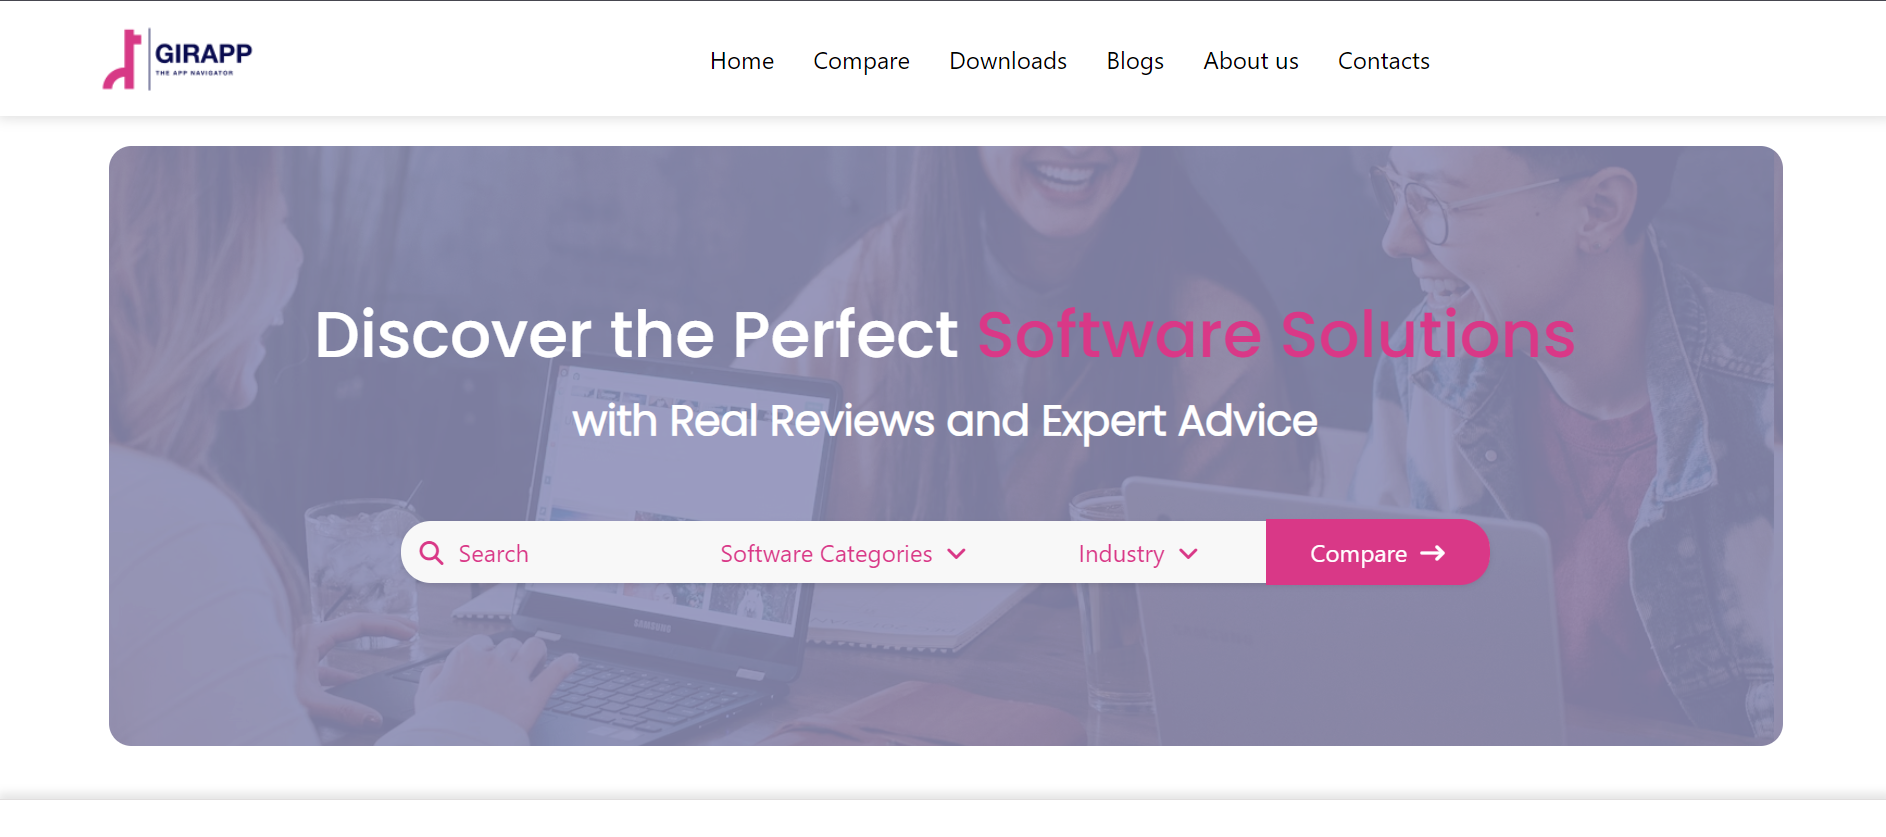 GIRAPP
THE APP NAVIGATOR
Home Compare Downloads Blogs About us Contacts
Discover the Perfect Software Solutions
with Real Reviews and Expert Advice
Search Software Categories Industry Compare
SAMSUNG